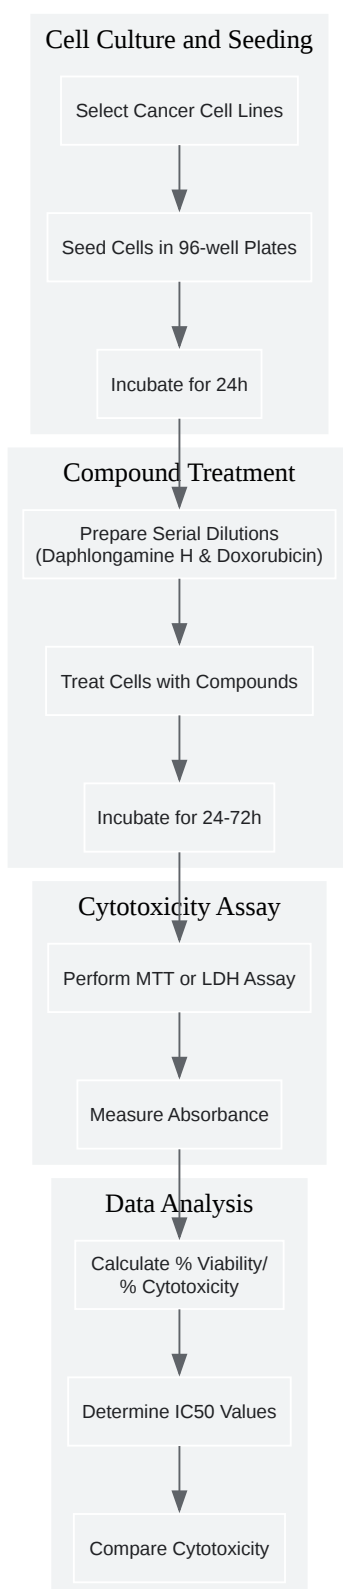 Cell Culture and Seeding
Select Cancer Cell Lines
Seed Cells in 96-well Plates
Incubate for 24h
Compound Treatment
Prepare Serial Dilutions
(Daphlongamine H & Doxorubicin)
Treat Cells with Compounds
Incubate for 24-72h
Cytotoxicity Assay
Perform MTT or LDH Assay
Measure Absorbance
Data Analysis
Calculate % Viability/
% Cytotoxicity
Determine IC50 Values
Compare Cytotoxicity